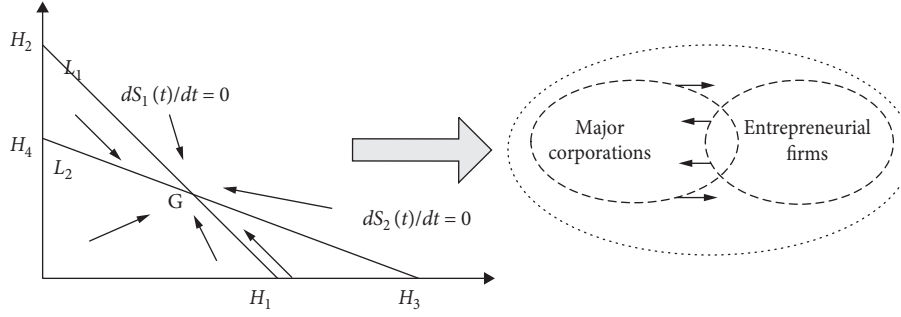 H₂
L₁
dS₁(t)/dt = 0
H₄
L₂
G
dS₂(t)/dt = 0
H₁
H₃
Major
corporations
Entrepreneurial
firms